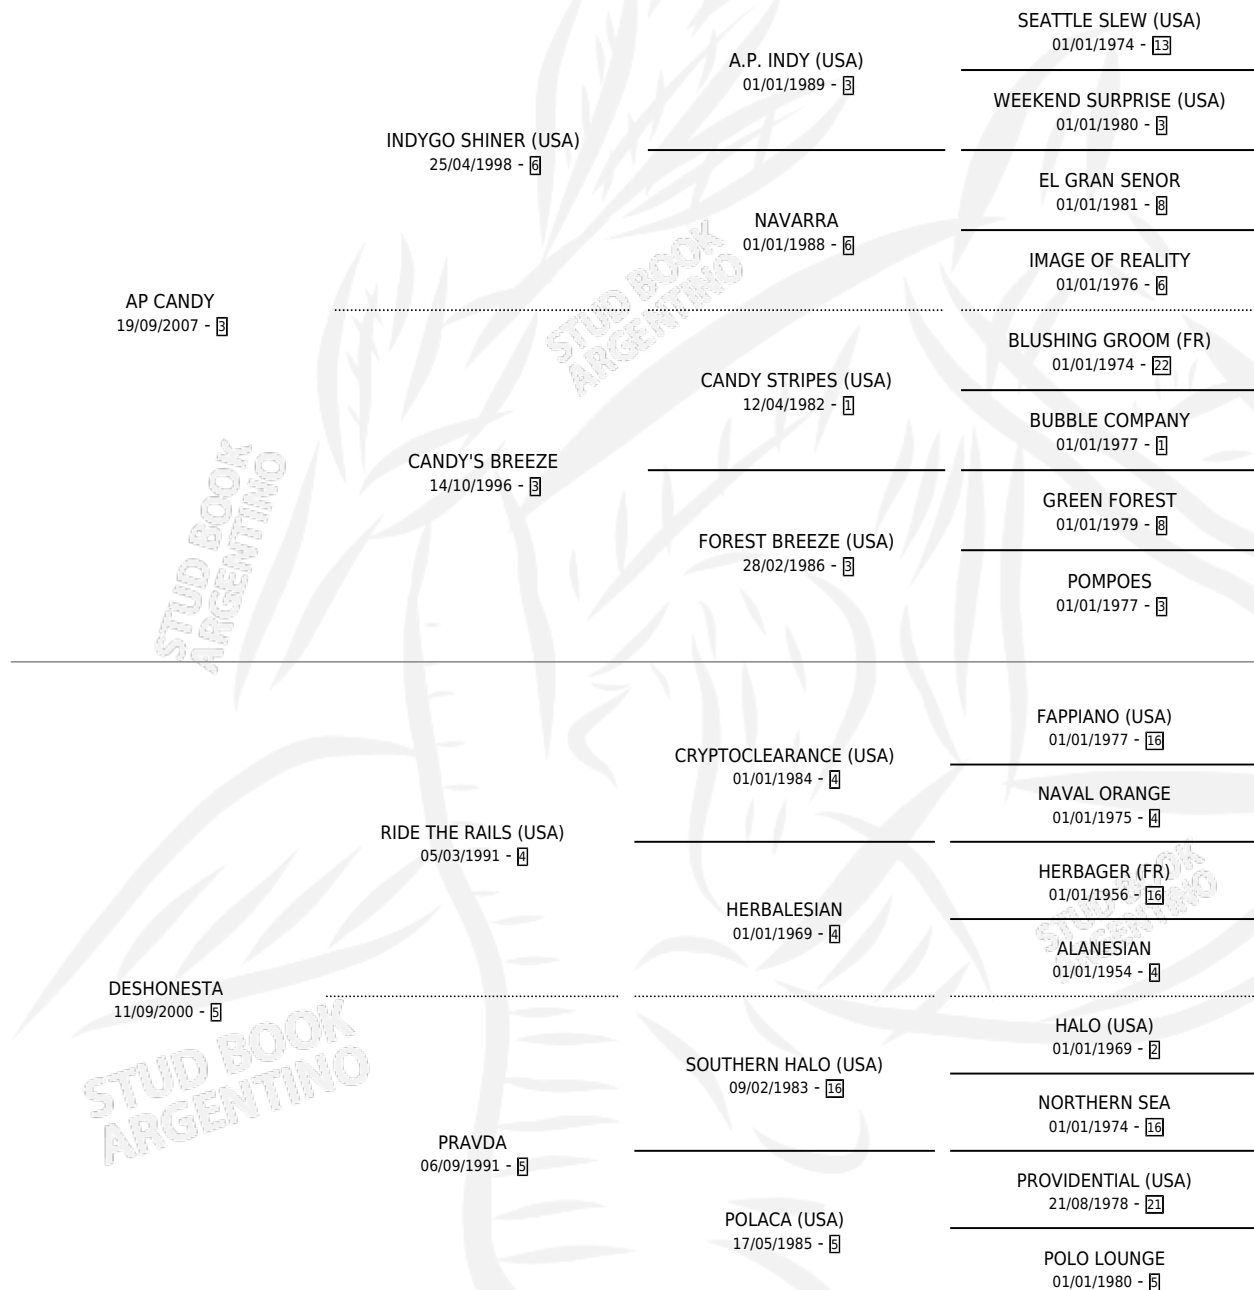 SEATTLE SLEW (USA)
01/01/1974 - 13
A.P. INDY (USA)
01/01/1989 - 3
WEEKEND SURPRISE (USA)
01/01/1980 - 3
INDYGO SHINER (USA)
25/04/1998 - 6
EL GRAN SENOR
01/01/1981 - 8
NAVARRA
01/01/1988 - 6
IMAGE OF REALITY
01/01/1976 - 6
AP CANDY
19/09/2007 - 3
BLUSHING GROOM (FR)
01/01/1974 - 22
CANDY STRIPES (USA)
12/04/1982 - 1
BUBBLE COMPANY
01/01/1977 - 1
CANDY'S BREEZE
14/10/1996 - 3
GREEN FOREST
01/01/1979 - 8
FOREST BREEZE (USA)
28/02/1986 - 3
POMPOES
01/01/1977 - 3
FAPPIANO (USA)
01/01/1977 - 16
CRYPTOCLEARANCE (USA)
01/01/1984 - 4
NAVAL ORANGE
01/01/1975 - 4
RIDE THE RAILS (USA)
05/03/1991 - 4
HERBAGER (FR)
01/01/1956 - 16
HERBALESIAN
01/01/1969 - 4
ALANESIAN
01/01/1954 - 4
DESHONESTA
11/09/2000 - 5
HALO (USA)
01/01/1969 - 2
SOUTHERN HALO (USA)
09/02/1983 - 16
NORTHERN SEA
01/01/1974 - 16
PRAVDA
06/09/1991 - 5
PROVIDENTIAL (USA)
21/08/1978 - 21
POLACA (USA)
17/05/1985 - 5
POLO LOUNGE
01/01/1980 - 5
STUD BOOK
ARGENTINO
STUD BOOK
ARGENTINO
STUD BOOK
ARGENTINO
STUD BOOK
ARGENTINO